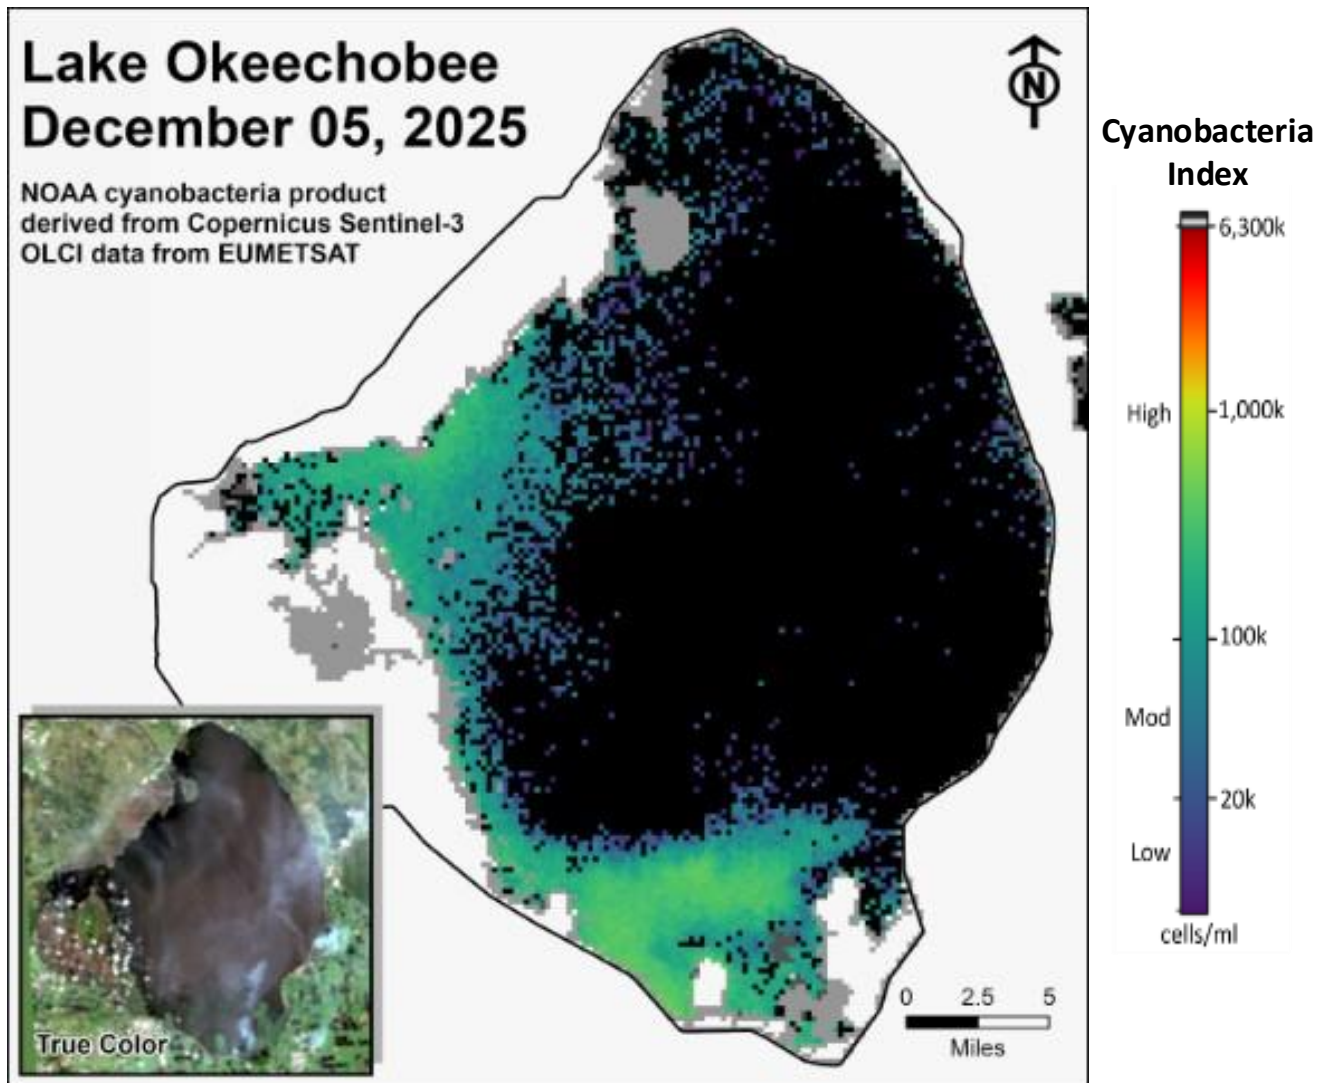 Lake Okeechobee
December 05, 2025
NOAA cyanobacteria product
derived from Copernicus Sentinel-3
OLCI data from EUMETSAT
N
Cyanobacteria
Index
6,300k
High
1,000k
100k
Mod
20k
Low
cells/ml
0 2.5 5
Miles
True Color